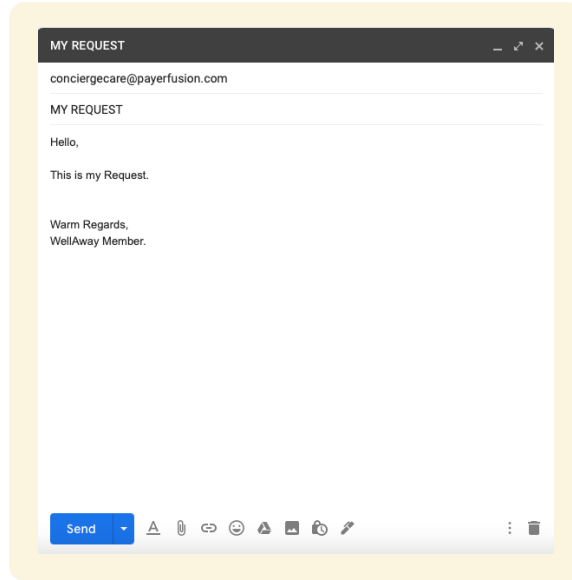 MY REQUEST
conciergecare@payerfusion.com
MY REQUEST
Hello,
This is my Request.
Warm Regards,
WellAway Member.
Send